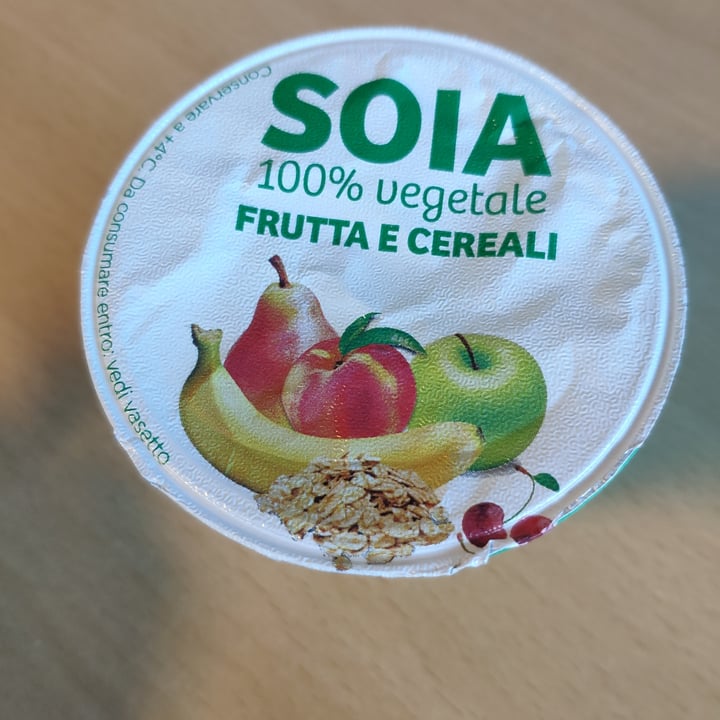 SOIA
100% vegetale
FRUTTA E CEREALI
Conservare a +4°C. Da consumare entro: vedi vasetto